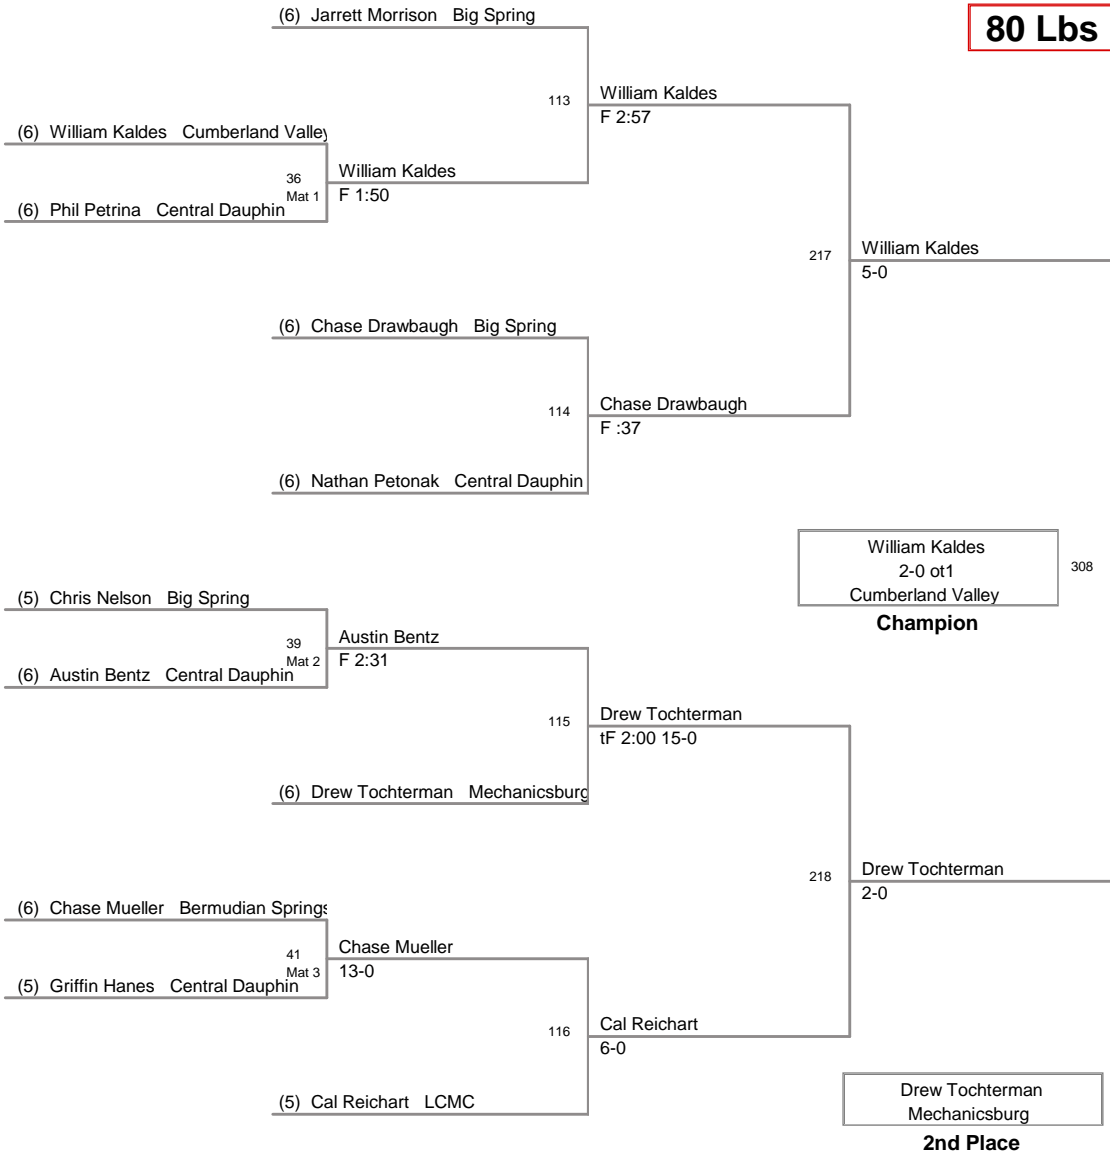 (6) Jarrett Morrison Big Spring
80 Lbs
113
William Kaldes
F 2:57
(6) William Kaldes Cumberland Valley
36
Mat 1
William Kaldes
F 1:50
(6) Phil Petrina Central Dauphin
217
William Kaldes
5-0
(6) Chase Drawbaugh Big Spring
114
Chase Drawbaugh
F :37
(6) Nathan Petonak Central Dauphin
William Kaldes
2-0 ot1
Cumberland Valley
308
Champion
(5) Chris Nelson Big Spring
39
Mat 2
Austin Bentz
F 2:31
(6) Austin Bentz Central Dauphin
115
Drew Tochterman
tF 2:00 15-0
(6) Drew Tochterman Mechanicsburg
218
Drew Tochterman
2-0
(6) Chase Mueller Bermudian Springs
41
Mat 3
Chase Mueller
13-0
(5) Griffin Hanes Central Dauphin
116
Cal Reichart
6-0
(5) Cal Reichart LCMC
Drew Tochterman
Mechanicsburg
2nd Place